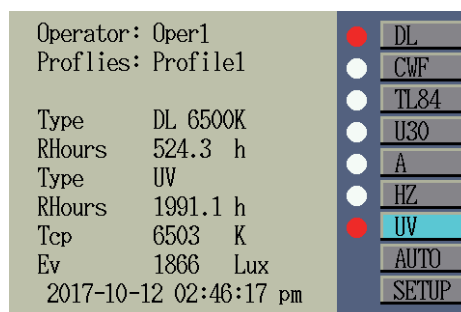 Operator: Oper1
Proflies: Profile1
Type DL 6500K
RHours 524.3 h
Type UV
RHours 1991.1 h
Tcp 6503 K
Ev 1866 Lux
2017-10-12 02:46:17 pm
DL
CWF
TL84
U30
A
HZ
UV
AUTO
SETUP